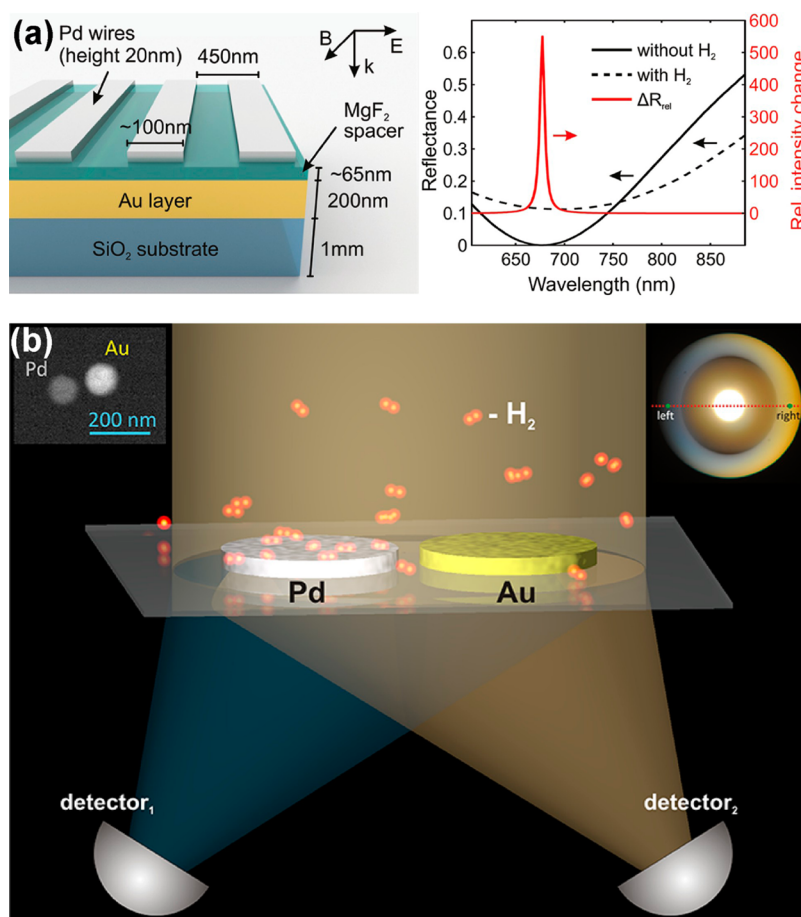 (a)
Pd wires
(height 20nm)
450nm
B
E
k
~100nm
MgF₂
spacer
~65nm
Au layer
200nm
SiO₂ substrate
1mm
Reflectance
0.6
0.5
0.4
0.3
0.2
0.1
0
650
700
750
800
850
Wavelength (nm)
without H₂
with H₂
ΔR_rel
600
500
400
300
200
100
0
Rel. intensity change
(b)
Au
Pd
200 nm
- H₂
left
right
Pd
Au
detector₁
detector₂